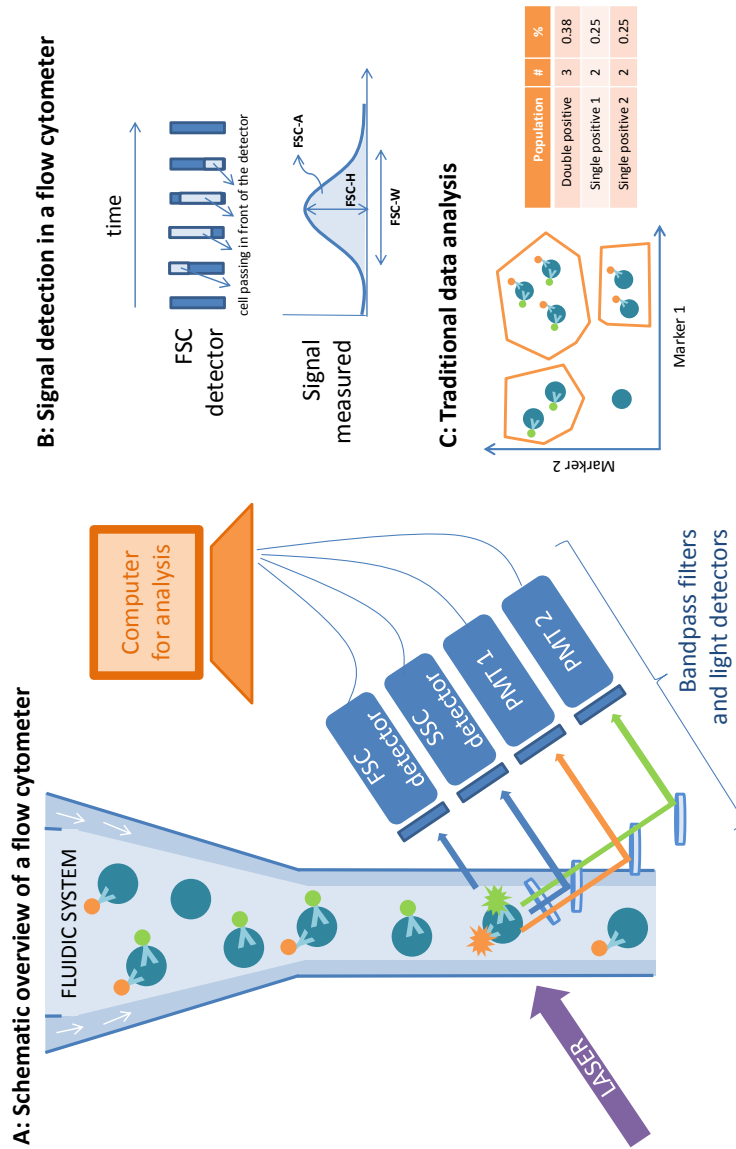 A: Schematic overview of a flow cytometer
FLUIDIC SYSTEM
LASER
Computer
for analysis
FSC
detector
SSC
detector
PMT 1
PMT 2
Bandpass filters
and light detectors
B: Signal detection in a flow cytometer
time
FSC
detector
cell passing in front of the detector
Signal
measured
FSC-A
FSC-H
FSC-W
C: Traditional data analysis
Marker 2
Marker 1
Population # %
Double positive 3 0.38
Single positive 1 2 0.25
Single positive 2 2 0.25